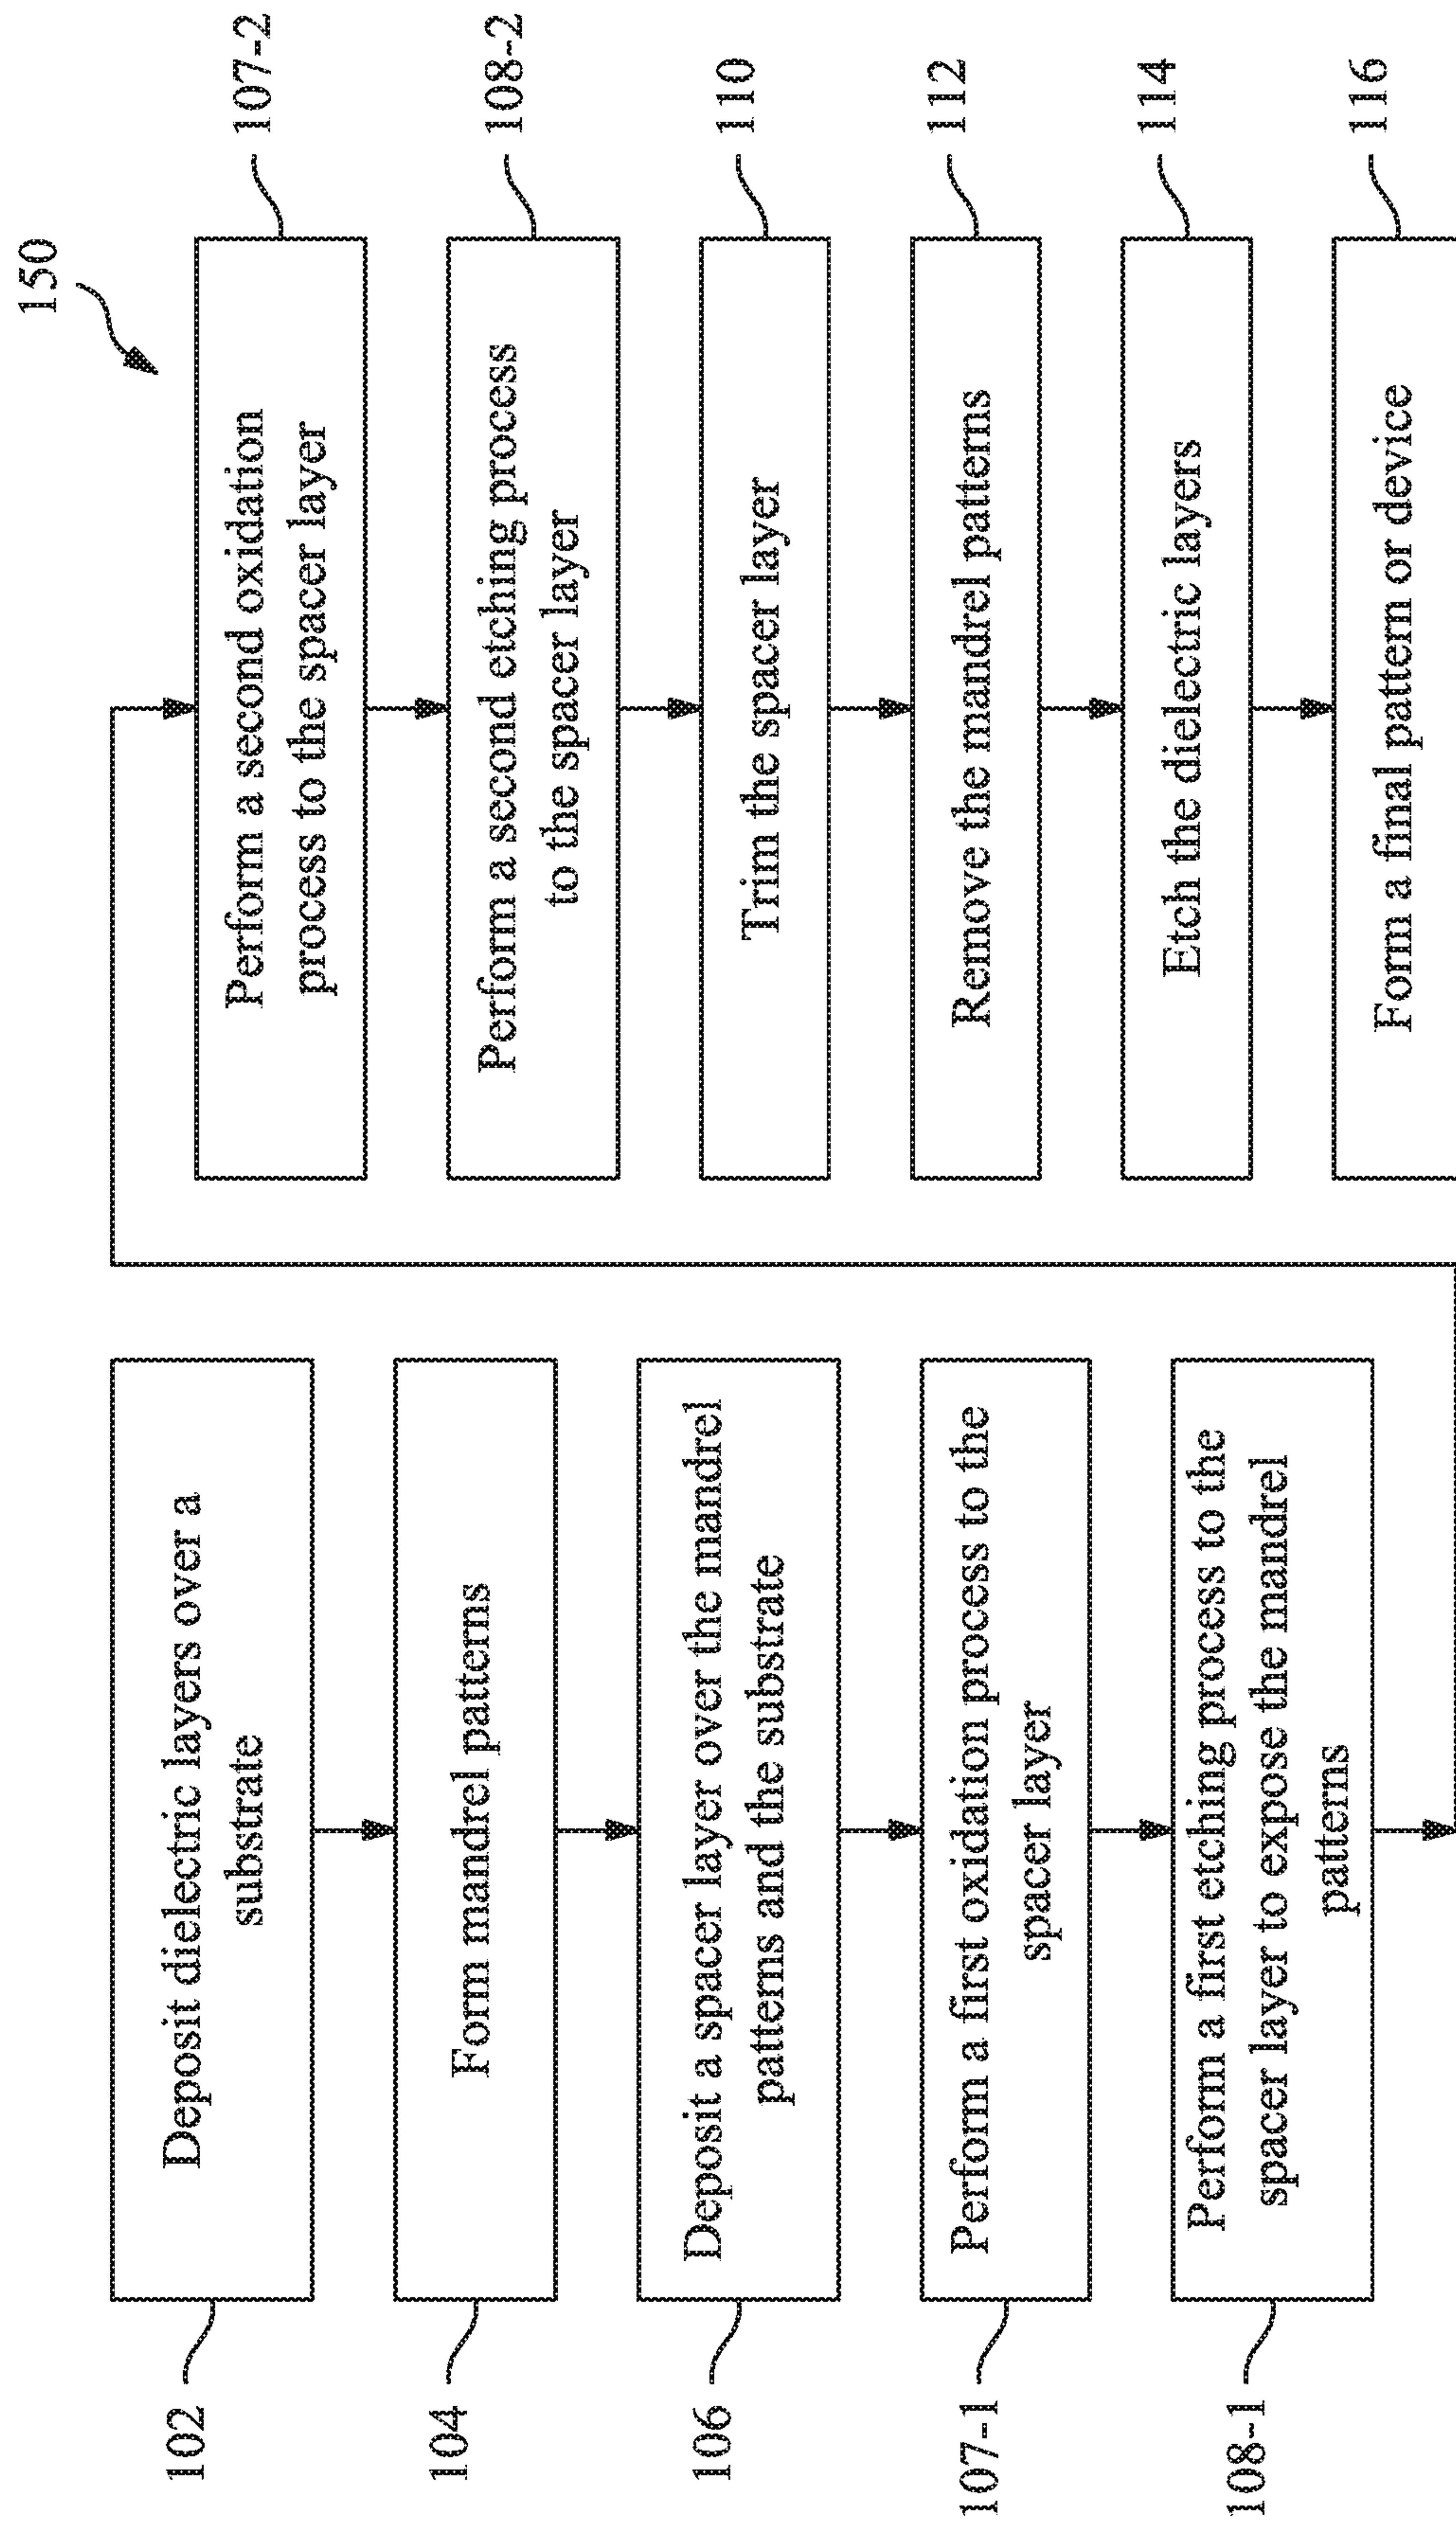 150
102
Deposit dielectric layers over a
substrate
104
Form mandrel patterns
106
Deposit a spacer layer over the mandrel
patterns and the substrate
107-1
Perform a first oxidation process to the
spacer layer
108-1
Perform a first etching process to the
spacer layer to expose the mandrel
patterns
Perform a second oxidation
process to the spacer layer
107-2
Perform a second etching process
to the spacer layer
108-2
Trim the spacer layer
110
Remove the mandrel patterns
112
Etch the dielectric layers
114
Form a final pattern or device
116